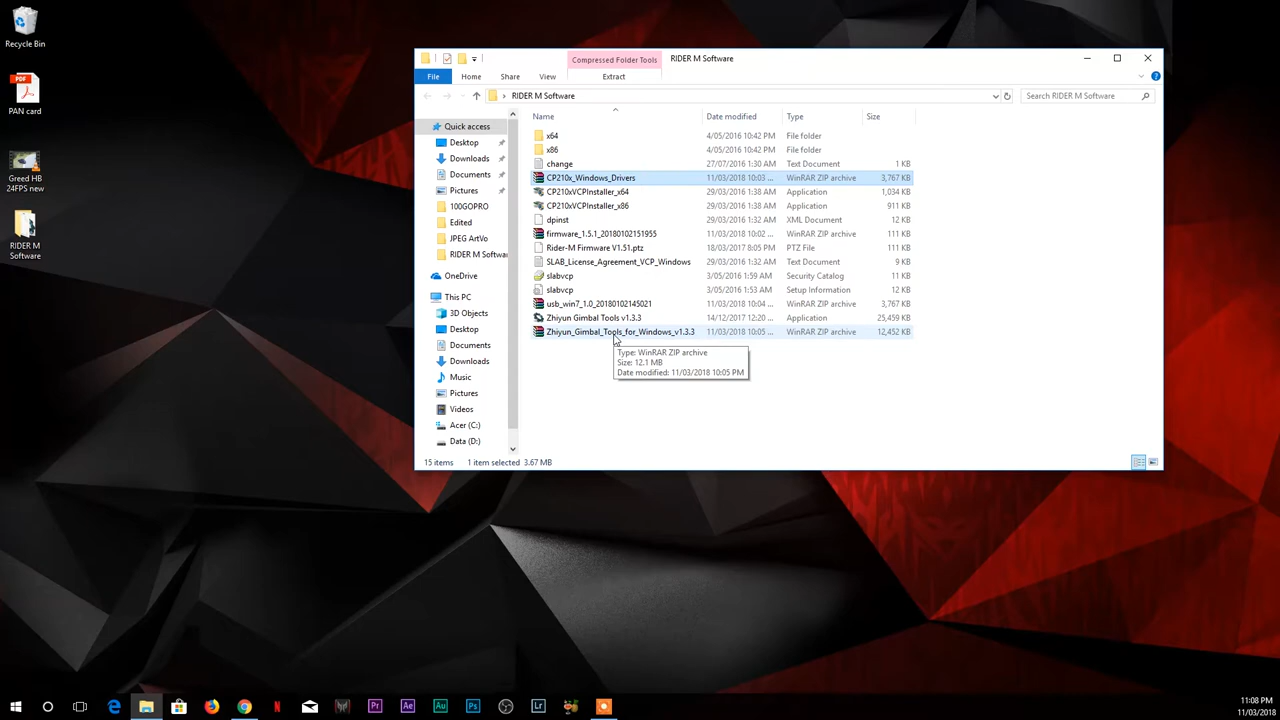 Recycle Bin
PDF
PAN card
Greed HB
24FPS new
RIDER M
Software
Compressed Folder Tools
RIDER M Software
File
Home
Share
View
Extract
RIDER M Software
Search RIDER M Software
Quick access
Desktop
Downloads
Documents
Pictures
100GOPRO
Edited
JPEG ArtVo
RIDER M Softwar
OneDrive
This PC
3D Objects
Desktop
Documents
Downloads
Music
Pictures
Videos
Acer (C:)
Data (D:)
Name Date modified Type Size
x64 4/05/2016 10:42 PM File folder
x86 4/05/2016 10:42 PM File folder
change 27/07/2016 1:30 AM Text Document 1 KB
CP210x_Windows_Drivers 11/03/2018 10:03 ... WinRAR ZIP archive 3,767 KB
CP210xVCPInstaller_x64 29/03/2016 1:38 AM Application 1,034 KB
CP210xVCPInstaller_x86 29/03/2016 1:38 AM Application 911 KB
dpinst 29/03/2016 1:32 AM XML Document 12 KB
firmware_1.5.1_20180102151955 11/03/2018 10:02 ... WinRAR ZIP archive 111 KB
Rider-M Firmware V1.51.ptz 18/03/2017 8:05 PM PTZ File 111 KB
SLAB_License_Agreement_VCP_Windows 29/03/2016 1:32 AM Text Document 9 KB
slabvcp 3/05/2016 1:59 AM Security Catalog 11 KB
slabvcp 3/05/2016 1:53 AM Setup Information 12 KB
usb_win7_1.0_20180102145021 11/03/2018 10:04 ... WinRAR ZIP archive 3,767 KB
Zhiyun Gimbal Tools v1.3.3 14/12/2017 12:20 ... Application 25,459 KB
Zhiyun_Gimbal_Tools_for_Windows_v1.3.3 11/03/2018 10:05 ... WinRAR ZIP archive 12,452 KB
Type: WinRAR ZIP archive
Size: 12.1 MB
Date modified: 11/03/2018 10:05 PM
15 items 1 item selected 3.67 MB
Pr
Ae
Au
Ps
Lr
11:08 PM
11/03/2018